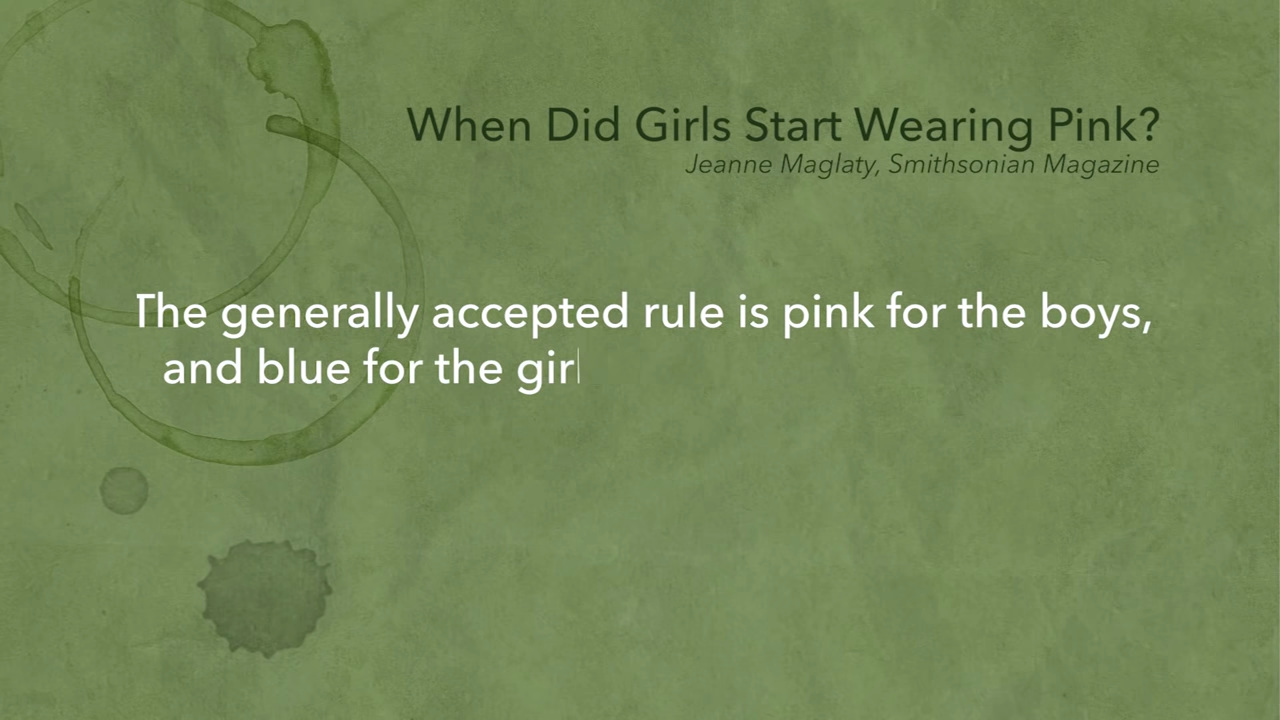 When Did Girls Start Wearing Pink?
Jeanne Maglaty, Smithsonian Magazine
The generally accepted rule is pink for the boys,
and blue for the girl